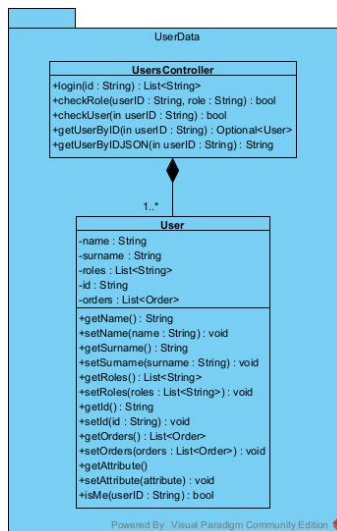 UserData
UsersController
+login(id : String) : List<String>
+checkRole(userID : String, role : String) : bool
+checkUser(in userID : String) : bool
+getUserByID(in userID : String) : Optional<User>
+getUserByIDJSON(in userID : String) : String
1..*
User
-name : String
-surname : String
-roles : List<String>
-id : String
-orders : List<Order>
+getName() : String
+setName(name : String) : void
+getSurname() : String
+setSurname(surname : String) : void
+getRoles() : List<String>
+setRoles(roles : List<String>) : void
+getId() : String
+setId(id : String) : void
+getOrders() : List<Order>
+setOrders(orders : List<Order>) : void
+getAttribute()
+setAttribute(attribute) : void
+isMe(userID : String) : bool
Powered By Visual Paradigm Community Edition